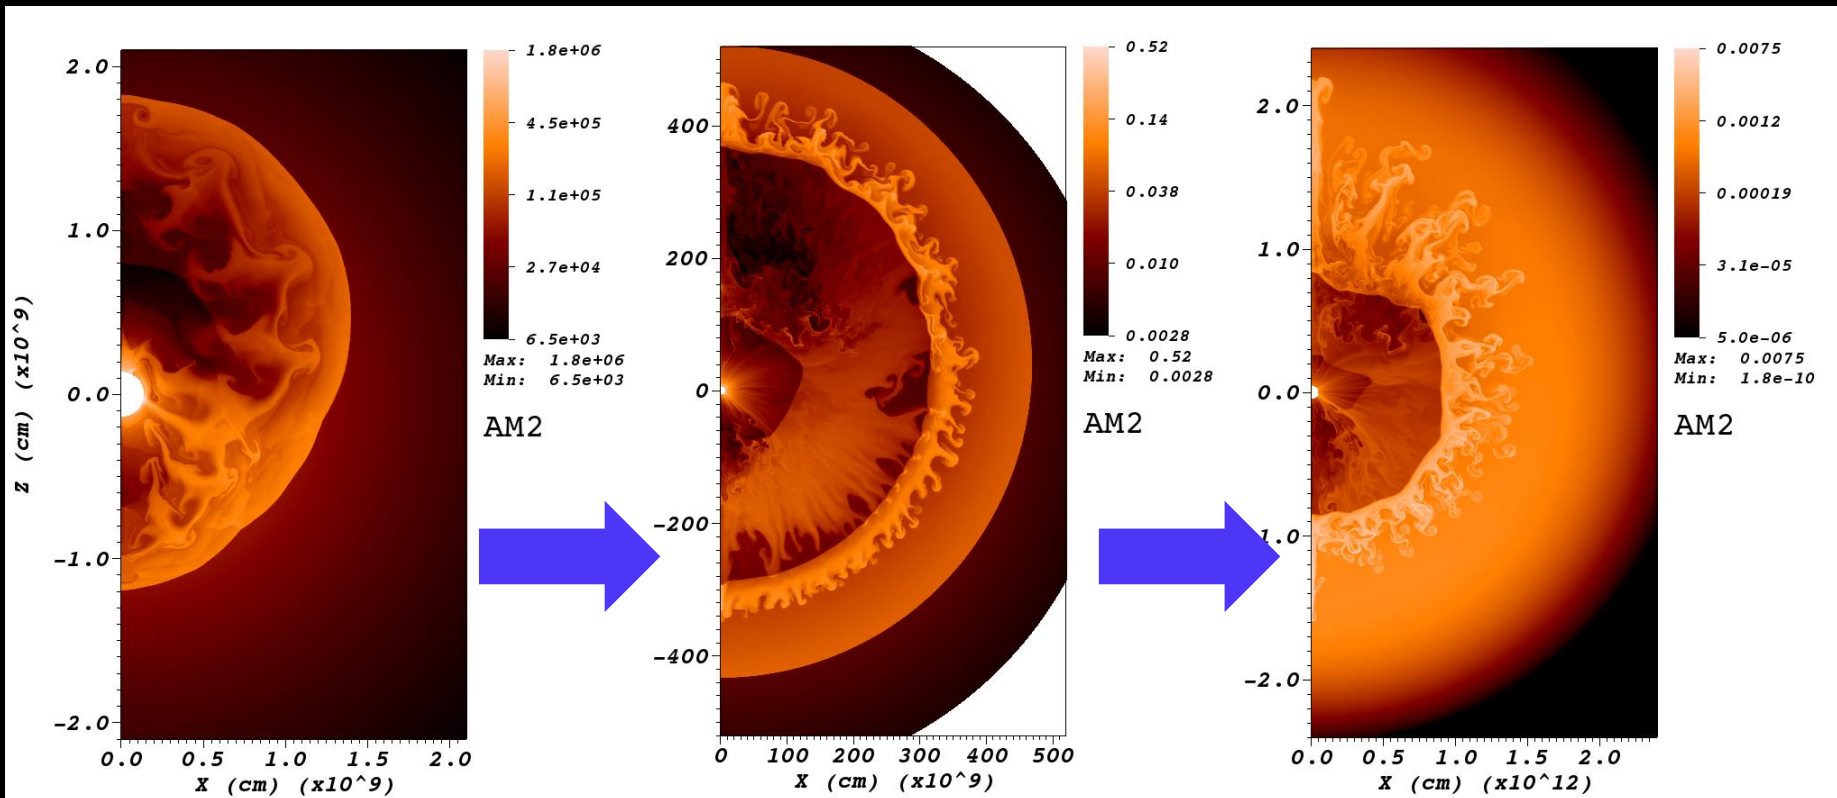 2.0
1.0
0.0
-1.0
-2.0
Z (cm) (x10^9)
0.0 0.5 1.0 1.5 2.0
X (cm) (x10^9)
1.8e+06
4.5e+05
1.1e+05
2.7e+04
6.5e+03
Max: 1.8e+06
Min: 6.5e+03
AM2
400
200
0
-200
-400
0 100 200 300 400 500
X (cm) (x10^9)
0.52
0.14
0.038
0.010
0.0028
Max: 0.52
Min: 0.0028
AM2
2.0
1.0
0.0
1.0
-2.0
0.0 0.5 1.0 1.5 2.0
X (cm) (x10^12)
0.0075
0.0012
0.00019
3.1e-05
5.0e-06
Max: 0.0075
Min: 1.8e-10
AM2